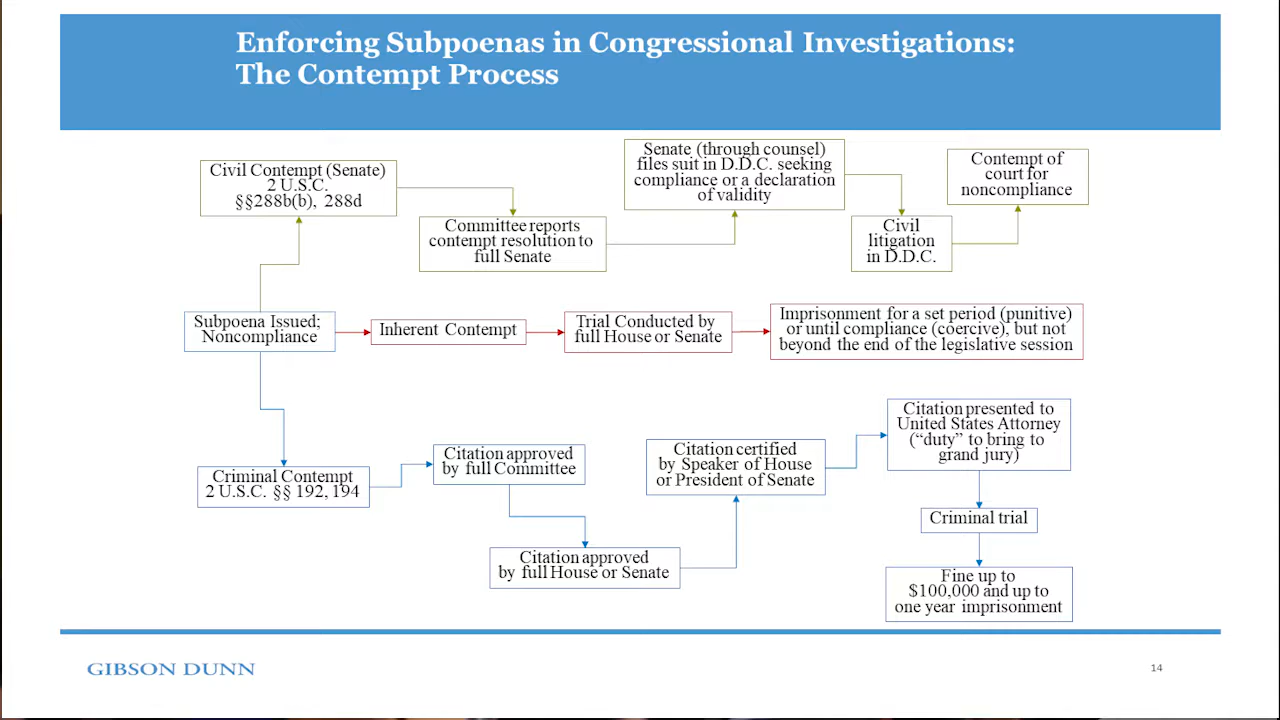 Enforcing Subpoenas in Congressional Investigations:
The Contempt Process
Civil Contempt (Senate)
2 U.S.C.
§§288b(b), 288d
Committee reports
contempt resolution to
full Senate
Senate (through counsel)
files suit in D.D.C. seeking
compliance or a declaration
of validity
Civil
litigation
in D.D.C.
Contempt of
court for
noncompliance
Subpoena Issued;
Noncompliance
Inherent Contempt
Trial Conducted by
full House or Senate
Imprisonment for a set period (punitive)
or until compliance (coercive), but not
beyond the end of the legislative session
Criminal Contempt
2 U.S.C. §§ 192, 194
Citation approved
by full Committee
Citation approved
by full House or Senate
Citation certified
by Speaker of House
or President of Senate
Citation presented to
United States Attorney
(“duty” to bring to
grand jury)
Criminal trial
Fine up to
$100,000 and up to
one year imprisonment
GIBSON DUNN
14